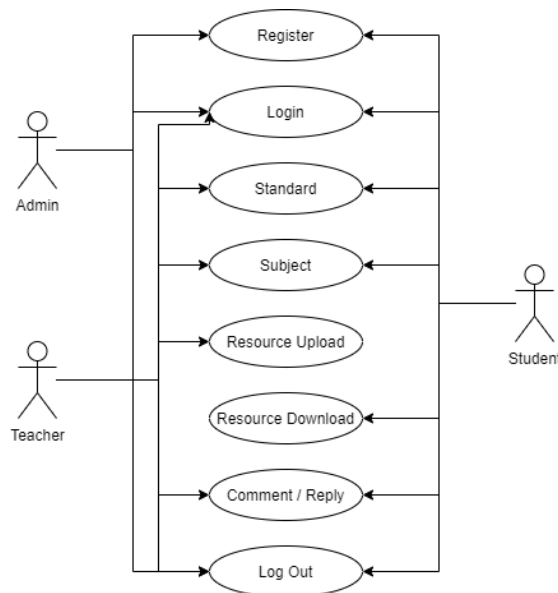 Register
Login
Admin
Standard
Subject
Student
Resource Upload
Teacher
Resource Download
Comment / Reply
Log Out